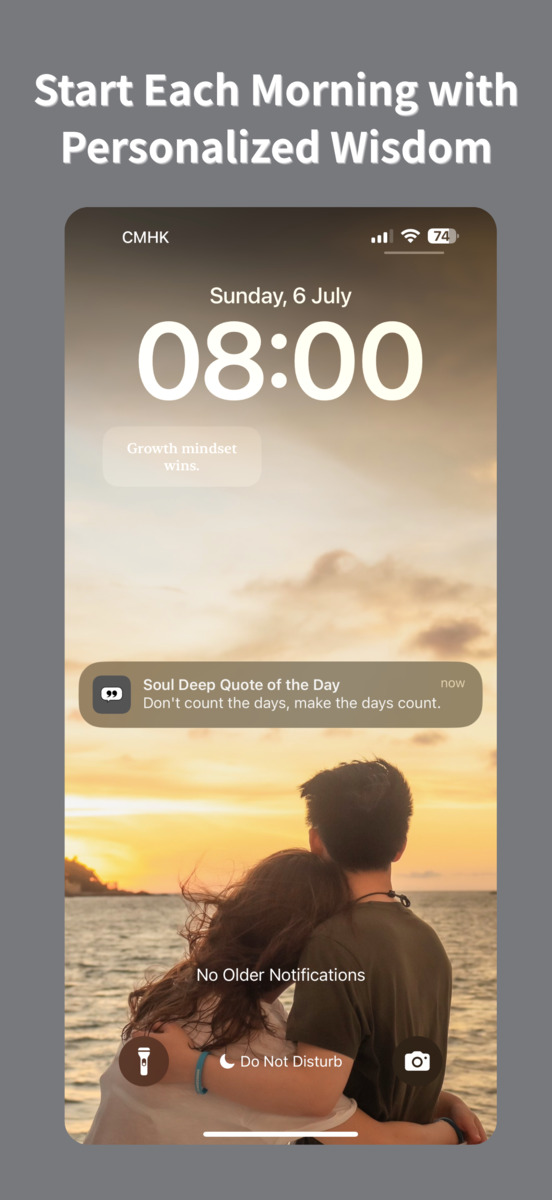 Start Each Morning with
Personalized Wisdom
CMHK
74
Sunday, 6 July
08:00
Growth mindset
wins.
Soul Deep Quote of the Day
now
Don't count the days, make the days count.
No Older Notifications
Do Not Disturb